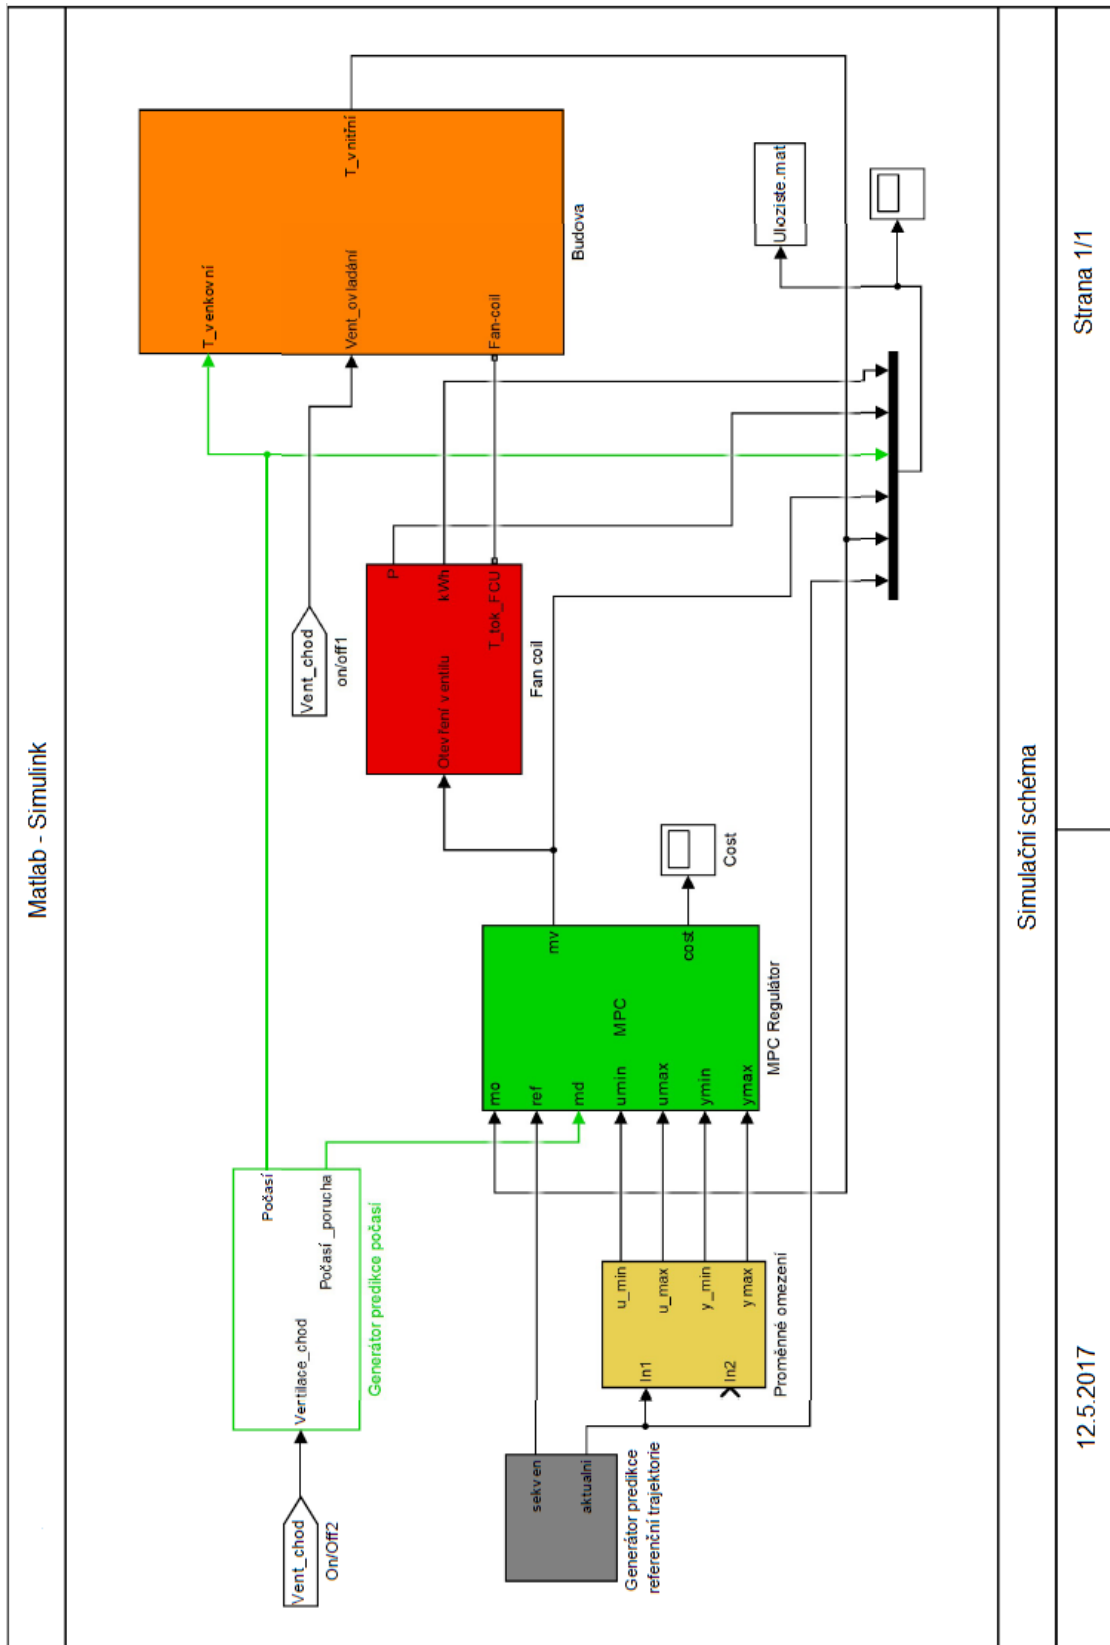 Matlab - Simulink
Vent_chod
On/Off2
Ventilace_chod
Počasí
Počasí _porucha
Generátor predikce počasí
sekven
aktualni
Generátor predikce
referenční trajektorie
In1
In2
u_min
u_max
y_min
ymax
Proměnné omezení
mo
ref
md
umin
umax
ymin
ymax
MPC
mv
cost
MPC Regulátor
Cost
Vent_chod
on/off1
Otevření ventilu
P
kWh
T_tok_FCU
Fan coil
T_venkovní
Vent_ovladání
Fan-coil
T_vnitřní
Budova
Uloziste.mat
Simulační schéma
12.5.2017
Strana 1/1